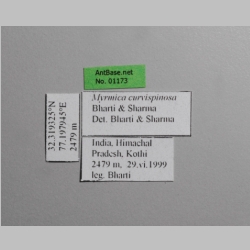 AntBase.net
No. 01173
Myrmica curvispinosa
Bharti & Sharma
Det. Bharti & Sharma
32.319325°N
77.197945°E
2479 m
India, Himachal
Pradesh, Kothi
2479 m, 29.vi.1999
leg. Bharti